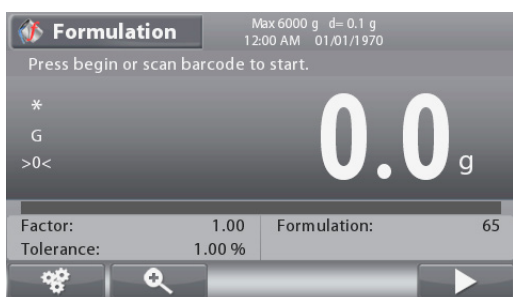 Formulation
Max 6000 g d= 0.1 g
12:00 AM 01/01/1970
Press begin or scan barcode to start.
*
G
>0<
0.0 g
Factor: 1.00 Formulation: 65
Tolerance: 1.00 %